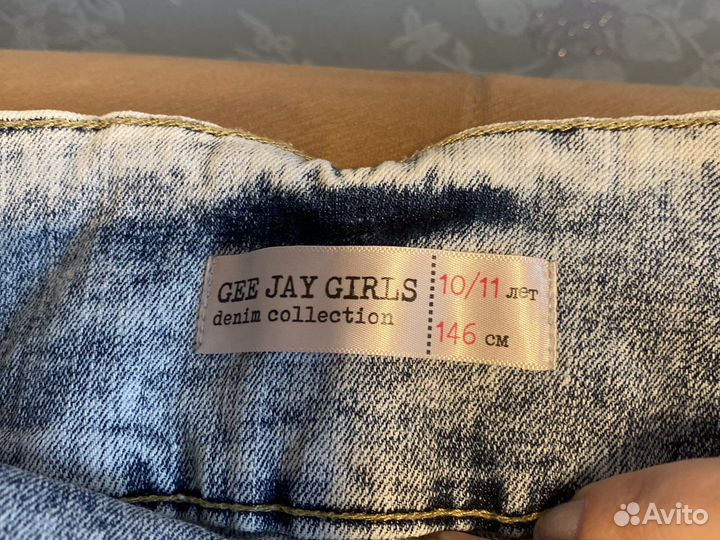 GEE JAY GIRLS
denim collection
10/11 лет
146 см
Avito